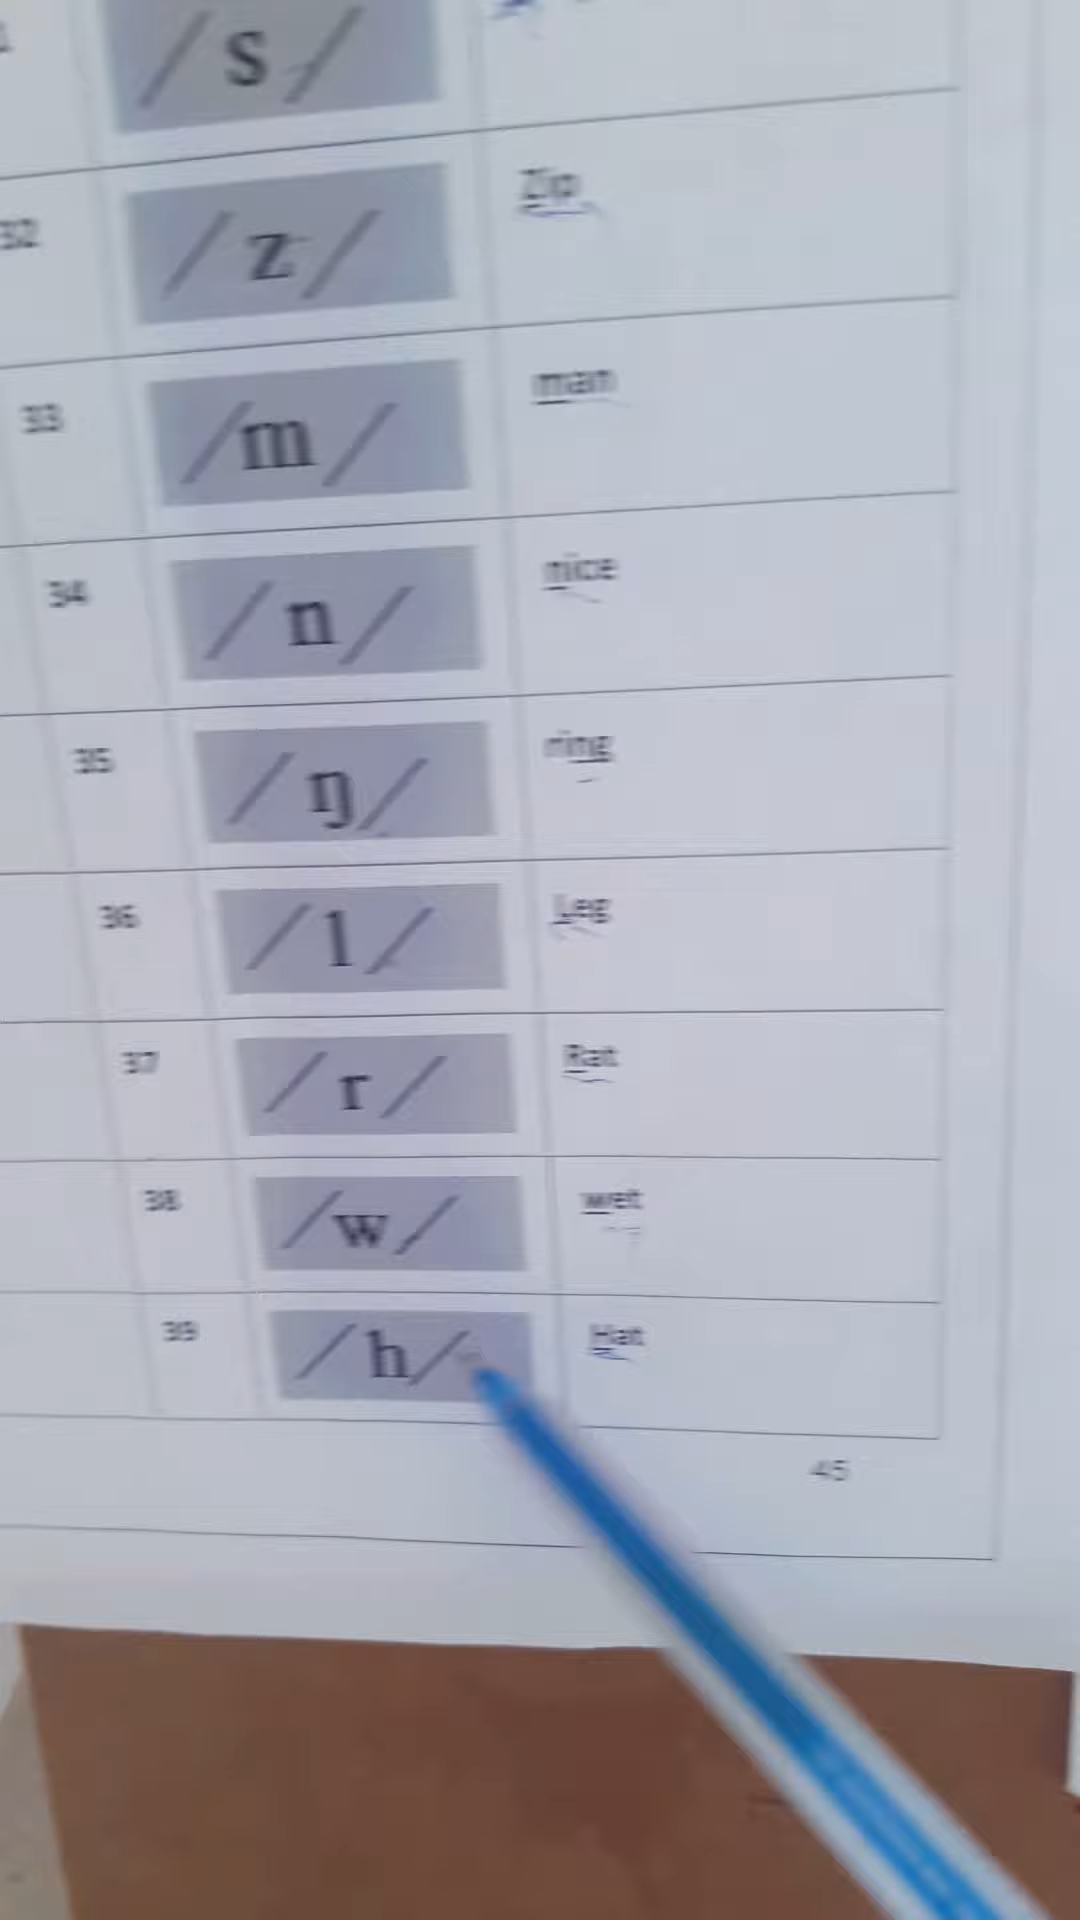 / s /
32 / z / Zip
33 / m / man
34 / n / nice
35 / ŋ / ring
36 / l / Leg
37 / r / Rat
38 / w / wet
39 / h / Hat
45